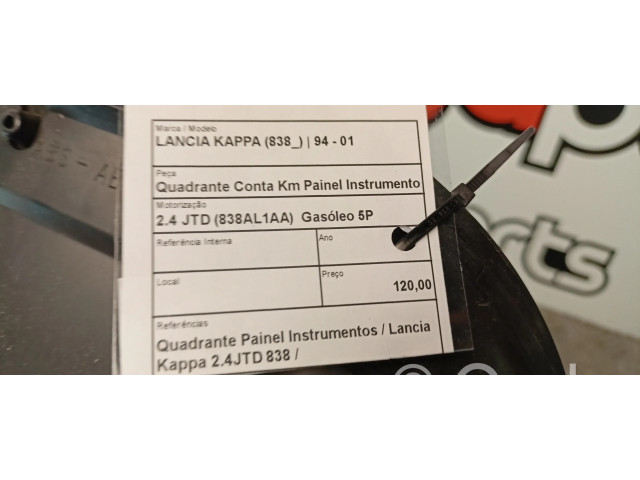 Marca / Modelo
LANCIA KAPPA (838_) | 94 - 01
Peça
Quadrante Conta Km Painel Instrumento
Motorização
2.4 JTD (838AL1AA) Gasóleo 5P
Referência Interna
Ano
Local
Preço
120,00
Referências
Quadrante Painel Instrumentos / Lancia
Kappa 2.4JTD 838 /
rts